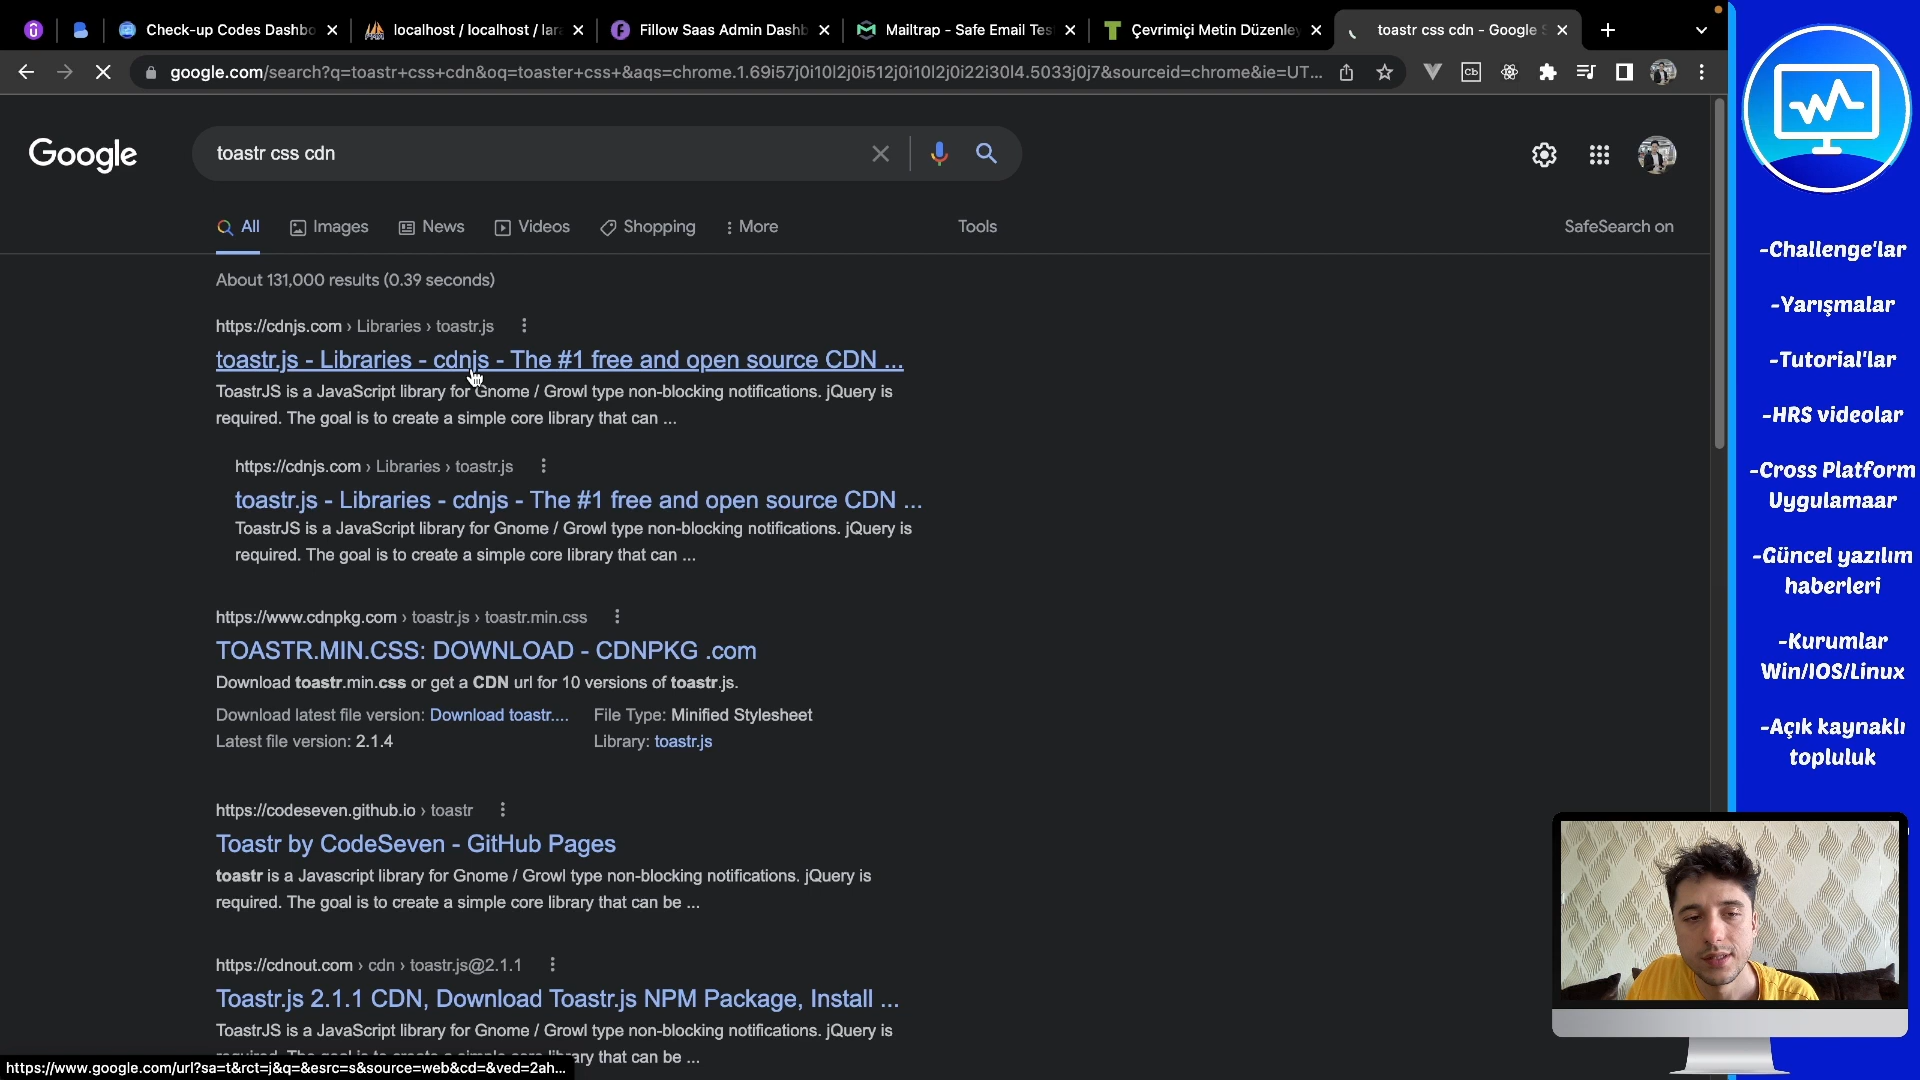 Check-up Codes Dashbo
localhost / localhost / lara
Fillow Saas Admin Dashb
Mailtrap - Safe Email Tes
Çevrimiçi Metin Düzenley
toastr css cdn - Google S
google.com/search?q=toastr+css+cdn&oq=toaster+css+&aqs=chrome.1.69i57j0i10l2j0i512j0i10l2j0i22i30l4.5033j0j7&sourceid=chrome&ie=UT...
Google
toastr css cdn
All
Images
News
Videos
Shopping
More
Tools
SafeSearch on
About 131,000 results (0.39 seconds)
https://cdnjs.com › Libraries › toastr.js
toastr.js - Libraries - cdnjs - The #1 free and open source CDN ...
ToastrJS is a JavaScript library for Gnome / Growl type non-blocking notifications. jQuery is
required. The goal is to create a simple core library that can ...
https://cdnjs.com › Libraries › toastr.js
toastr.js - Libraries - cdnjs - The #1 free and open source CDN ...
ToastrJS is a JavaScript library for Gnome / Growl type non-blocking notifications. jQuery is
required. The goal is to create a simple core library that can ...
https://www.cdnpkg.com › toastr.js › toastr.min.css
TOASTR.MIN.CSS: DOWNLOAD - CDNPKG .com
Download toastr.min.css or get a CDN url for 10 versions of toastr.js.
Download latest file version: Download toastr....
File Type: Minified Stylesheet
Latest file version: 2.1.4
Library: toastr.js
https://codeseven.github.io › toastr
Toastr by CodeSeven - GitHub Pages
toastr is a Javascript library for Gnome / Growl type non-blocking notifications. jQuery is
required. The goal is to create a simple core library that can be ...
https://cdnout.com › cdn › toastr.js@2.1.1
Toastr.js 2.1.1 CDN, Download Toastr.js NPM Package, Install ...
ToastrJS is a JavaScript library for Gnome / Growl type non-blocking notifications. jQuery is
ary that can be ...
https://www.google.com/url?sa=t&rct=j&q=&esrc=s&source=web&cd=&ved=2ah...
-Challenge'lar
-Yarışmalar
-Tutorial'lar
-HRS videolar
-Cross Platform
Uygulamaar
-Güncel yazılım
haberleri
-Kurumlar
Win/IOS/Linux
-Açık kaynaklı
topluluk